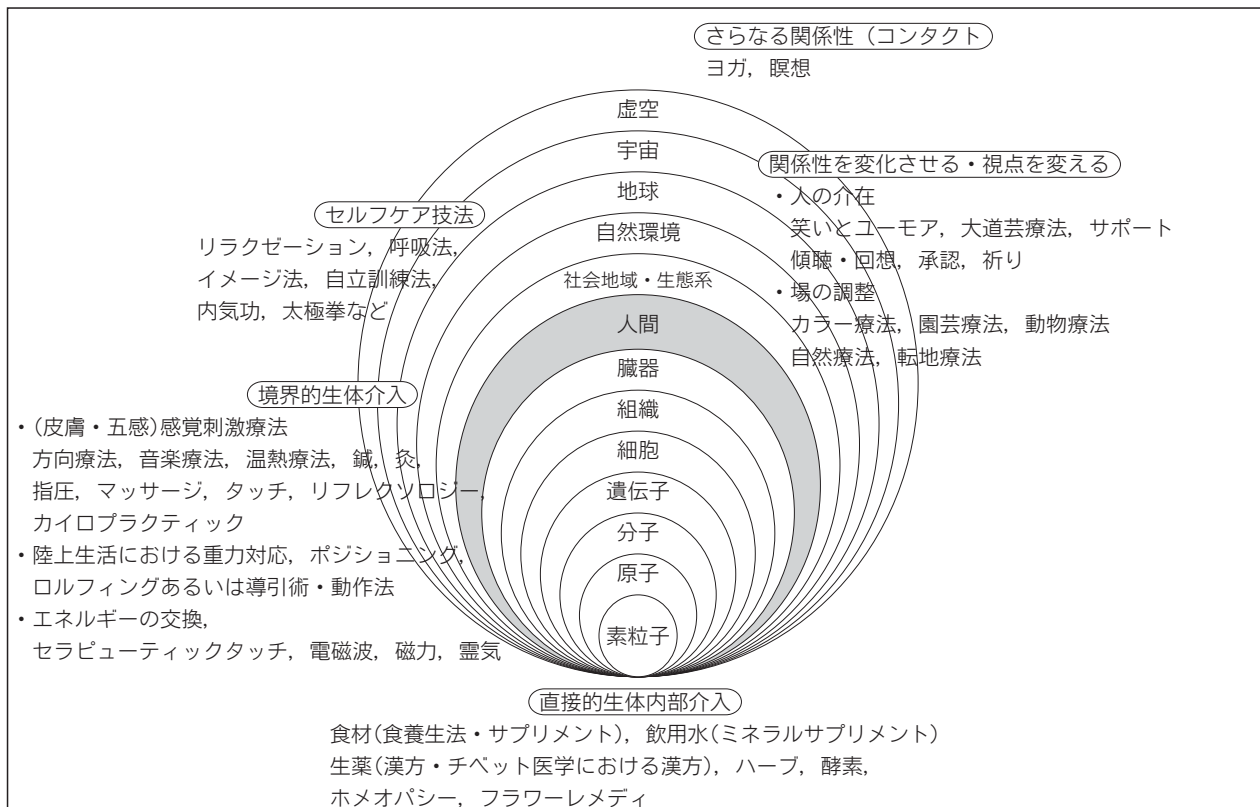 さらなる関係性（コンタクト
ヨガ，瞑想
虚空
宇宙
地球
自然環境
社会地域・生態系
人間
臓器
組織
細胞
遺伝子
分子
原子
素粒子
関係性を変化させる・視点を変える
・人の介在
笑いとユーモア，大道芸療法，サポート
傾聴・回想，承認，祈り
・場の調整
カラー療法，園芸療法，動物療法
自然療法，転地療法
セルフケア技法
リラクゼーション，呼吸法，
イメージ法，自立訓練法，
内気功，太極拳など
境界的生体介入
・(皮膚・五感)感覚刺激療法
方向療法，音楽療法，温熱療法，鍼，灸，
指圧，マッサージ，タッチ，リフレクソロジー，
カイロプラクティック
・陸上生活における重力対応，ポジショニング，
ロルフィングあるいは導引術・動作法
・エネルギーの交換，
セラピューティックタッチ，電磁波，磁力，霊気
直接的生体内部介入
食材(食養生法・サプリメント)，飲用水(ミネラルサプリメント)
生薬(漢方・チベット医学における漢方)，ハーブ，酵素，
ホメオパシー，フラワーレメディ